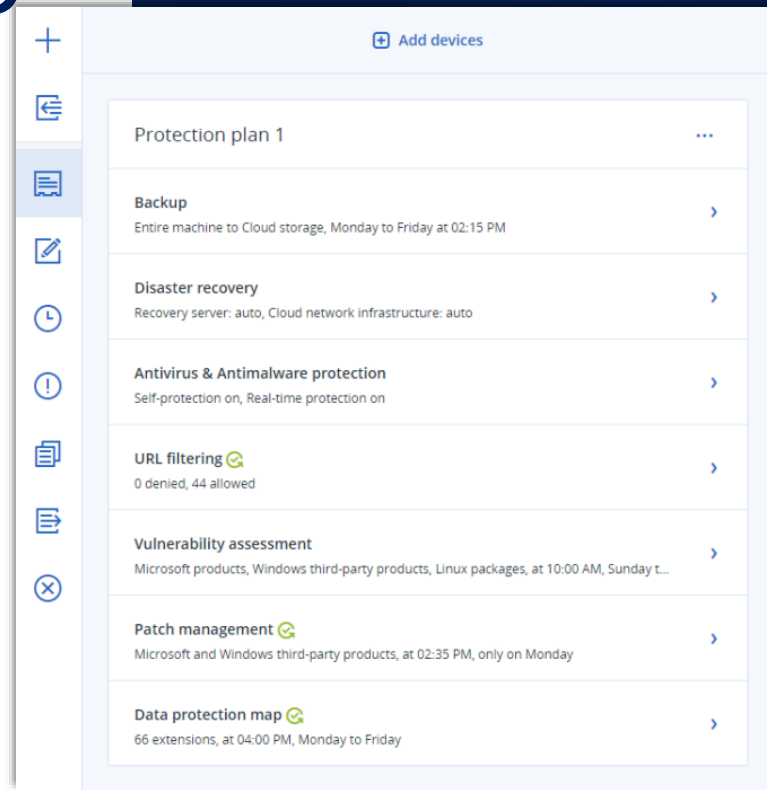 Add devices
Protection plan 1
Backup
Entire machine to Cloud storage, Monday to Friday at 02:15 PM
Disaster recovery
Recovery server: auto, Cloud network infrastructure: auto
Antivirus & Antimalware protection
Self-protection on, Real-time protection on
URL filtering
0 denied, 44 allowed
Vulnerability assessment
Microsoft products, Windows third-party products, Linux packages, at 10:00 AM, Sunday t...
Patch management
Microsoft and Windows third-party products, at 02:35 PM, only on Monday
Data protection map
66 extensions, at 04:00 PM, Monday to Friday